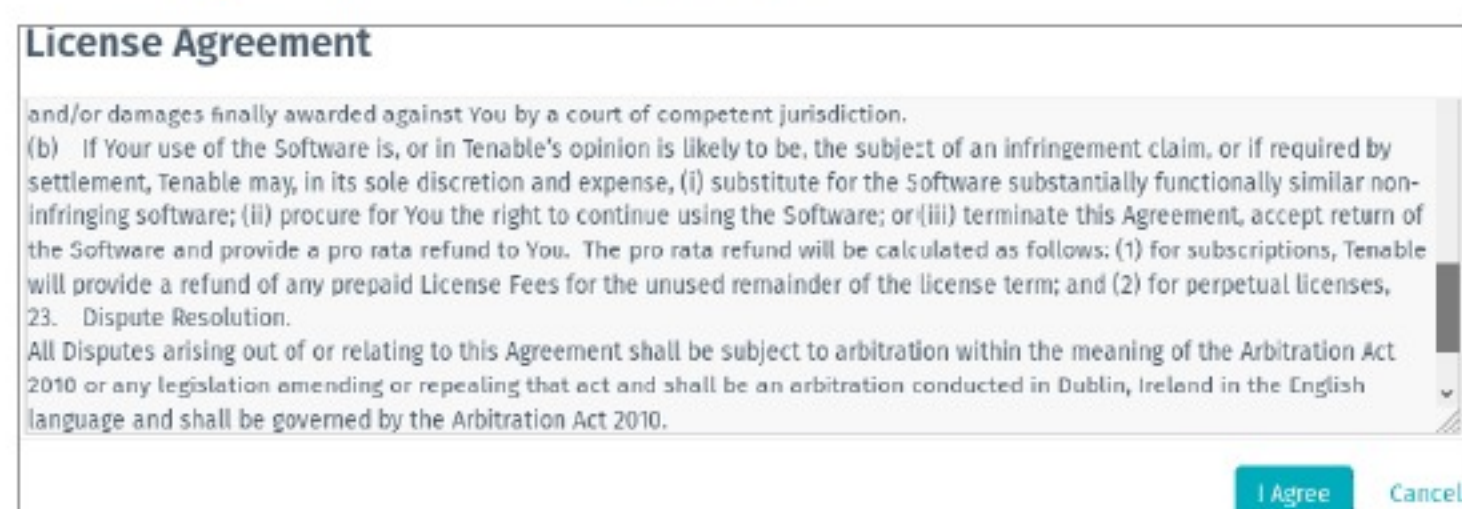 License Agreement
and/or damages finally awarded against You by a court of competent jurisdiction.
(b) If Your use of the Software is, or in Tenable's opinion is likely to be, the subject of an infringement claim, or if required by
settlement, Tenable may, in its sole discretion and expense, (i) substitute for the Software substantially functionally similar non-
infringing software; (ii) procure for You the right to continue using the Software; or (iii) terminate this Agreement, accept return of
the Software and provide a pro rata refund to You. The pro rata refund will be calculated as follows: (1) for subscriptions, Tenable
will provide a refund of any prepaid License Fees for the unused remainder of the license term; and (2) for perpetual licenses,
23. Dispute Resolution.
All Disputes arising out of or relating to this Agreement shall be subject to arbitration within the meaning of the Arbitration Act
2010 or any legislation amending or repealing that act and shall be an arbitration conducted in Dublin, Ireland in the English
language and shall be governed by the Arbitration Act 2010.
I Agree Cancel